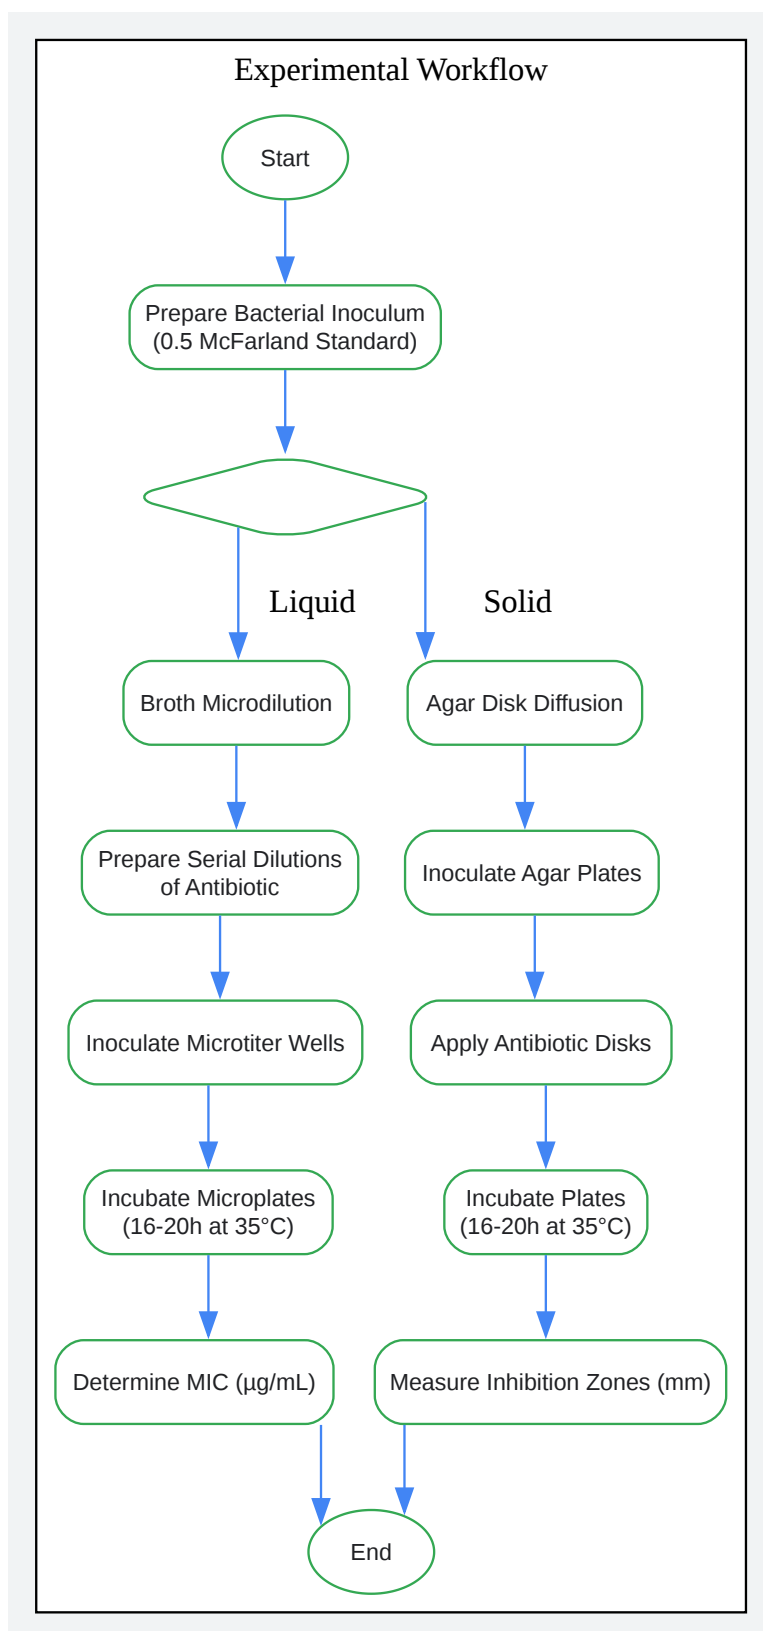 Experimental Workflow
Start
Prepare Bacterial Inoculum
(0.5 McFarland Standard)
Liquid
Solid
Broth Microdilution
Agar Disk Diffusion
Prepare Serial Dilutions
of Antibiotic
Inoculate Agar Plates
Inoculate Microtiter Wells
Apply Antibiotic Disks
Incubate Microplates
(16-20h at 35°C)
Incubate Plates
(16-20h at 35°C)
Determine MIC (µg/mL)
Measure Inhibition Zones (mm)
End